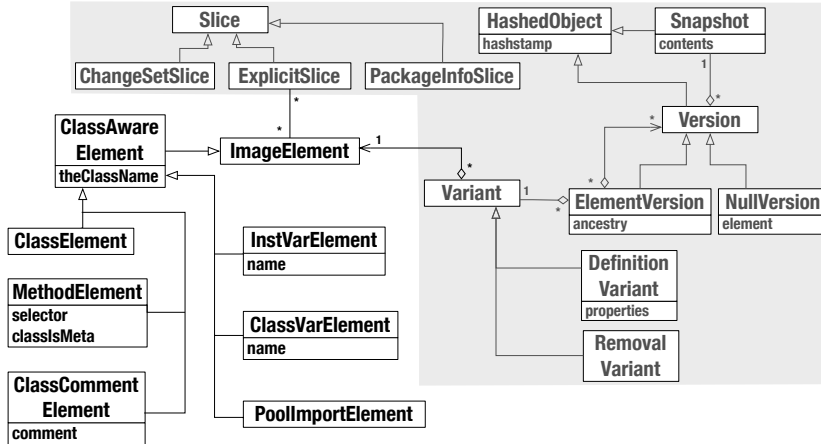 Slice
ChangeSetSlice
ExplicitSlice
PackageInfoSlice
HashedObject
hashstamp
Snapshot
contents
1
*
Version
*
*
ClassAware
Element
theClassName
ImageElement
*
*
1
*
Variant
1
*
*
ElementVersion
ancestry
NullVersion
element
ClassElement
InstVarElement
name
Definition
Variant
properties
MethodElement
selector
classIsMeta
ClassVarElement
name
Removal
Variant
ClassComment
Element
comment
PoolImportElement